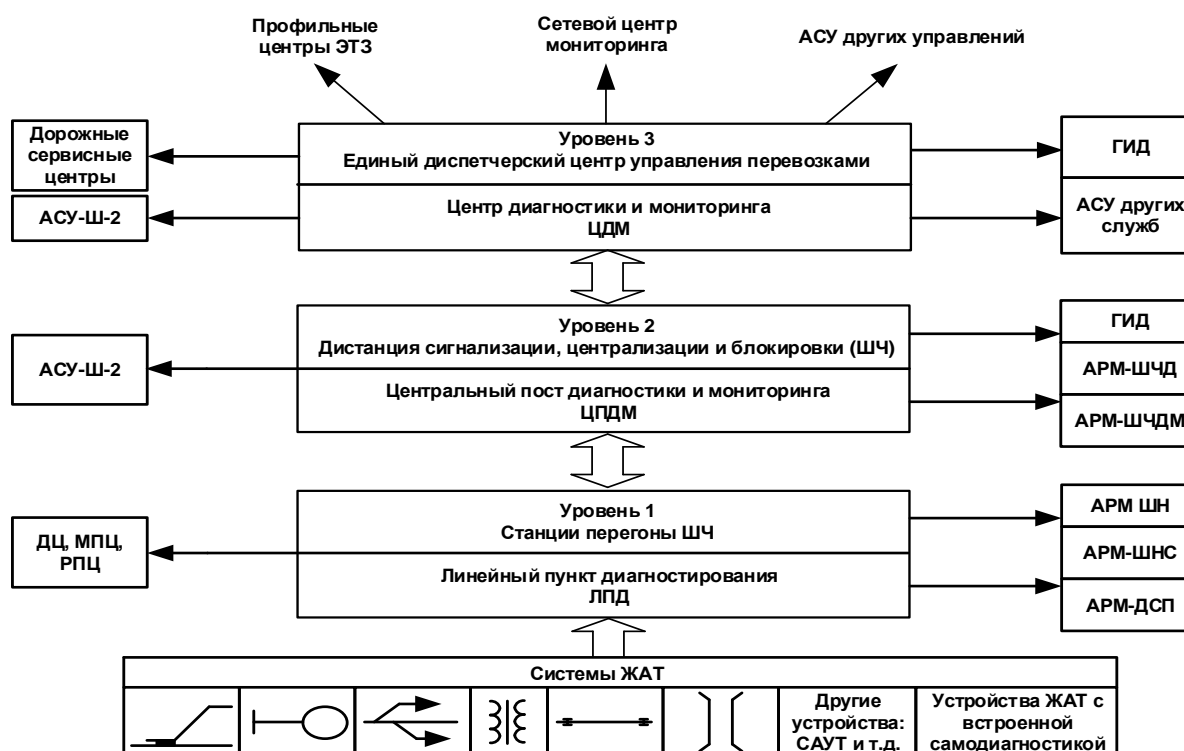 Профильные
центры ЭТЗ
Сетевой центр
мониторинга
АСУ других управлений
Дорожные
сервисные
центры
АСУ-Ш-2
Уровень 3
Единый диспетчерский центр управления перевозками
Центр диагностики и мониторинга
ЦДМ
ГИД
АСУ других
служб
АСУ-Ш-2
Уровень 2
Дистанция сигнализации, централизации и блокировки (ШЧ)
Центральный пост диагностики и мониторинга
ЦПДМ
ГИД
АРМ-ШЧД
АРМ-ШЧДМ
ДЦ, МПЦ,
РПЦ
Уровень 1
Станции перегоны ШЧ
Линейный пункт диагностирования
ЛПД
АРМ ШН
АРМ-ШНС
АРМ-ДСП
Системы ЖАТ
Другие
устройства:
САУТ и т.д.
Устройства ЖАТ с
встроенной
самодиагностикой